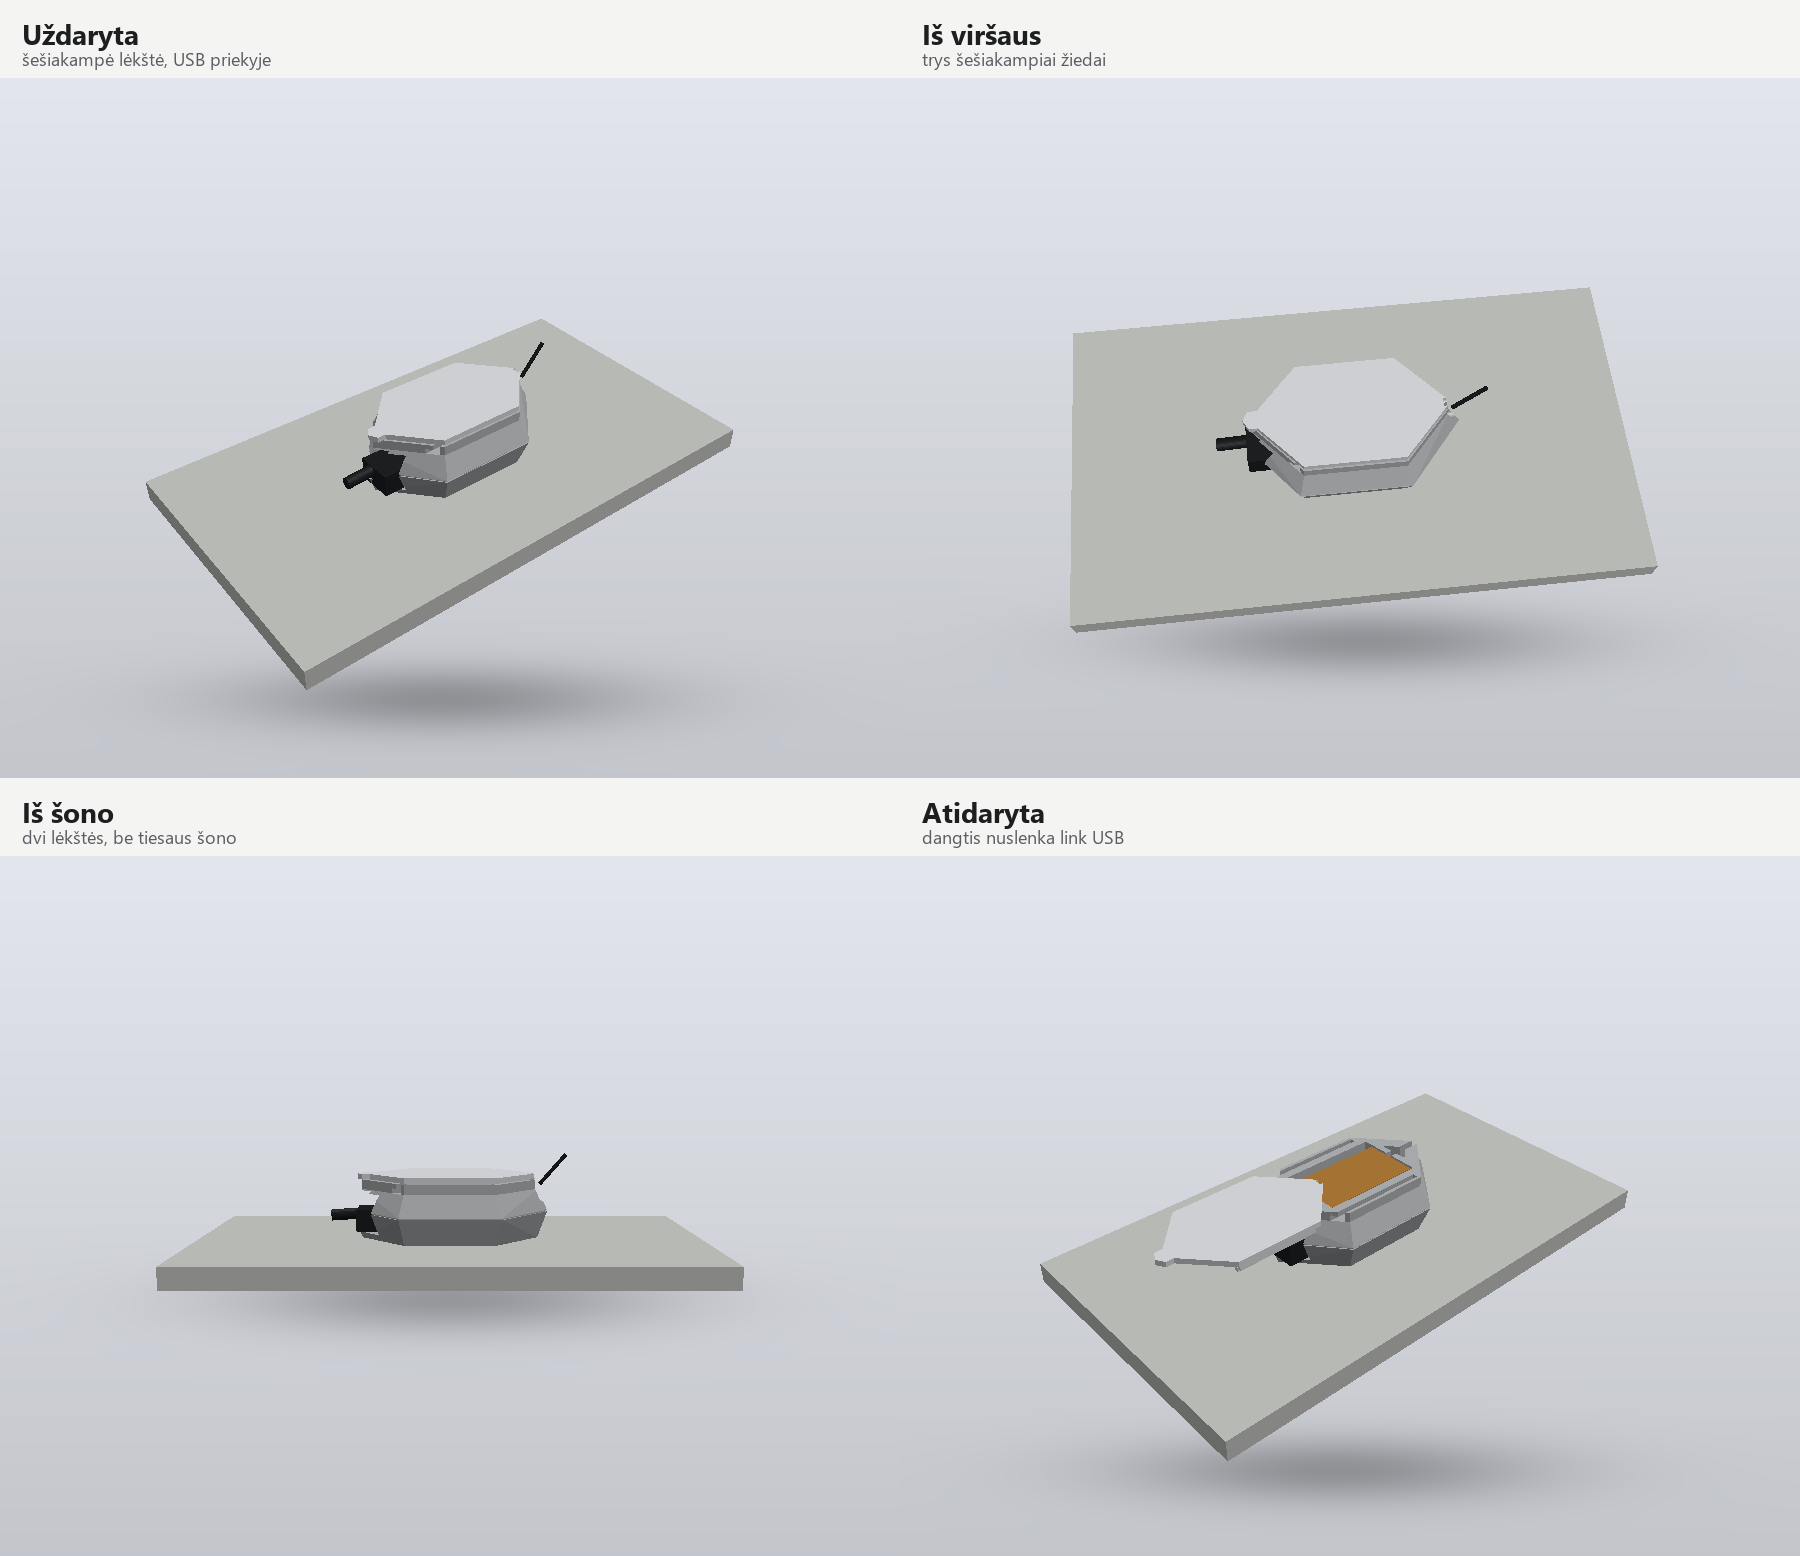 Uždaryta
šešiakampė lėkštė, USB priekyje
Iš viršaus
trys šešiakampiai žiedai
Iš šono
dvi lėkštės, be tiesaus šono
Atidaryta
dangtis nuslenka link USB